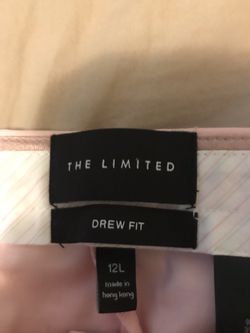 THE LIMITED
DREW FIT
12L
made in
hong kong